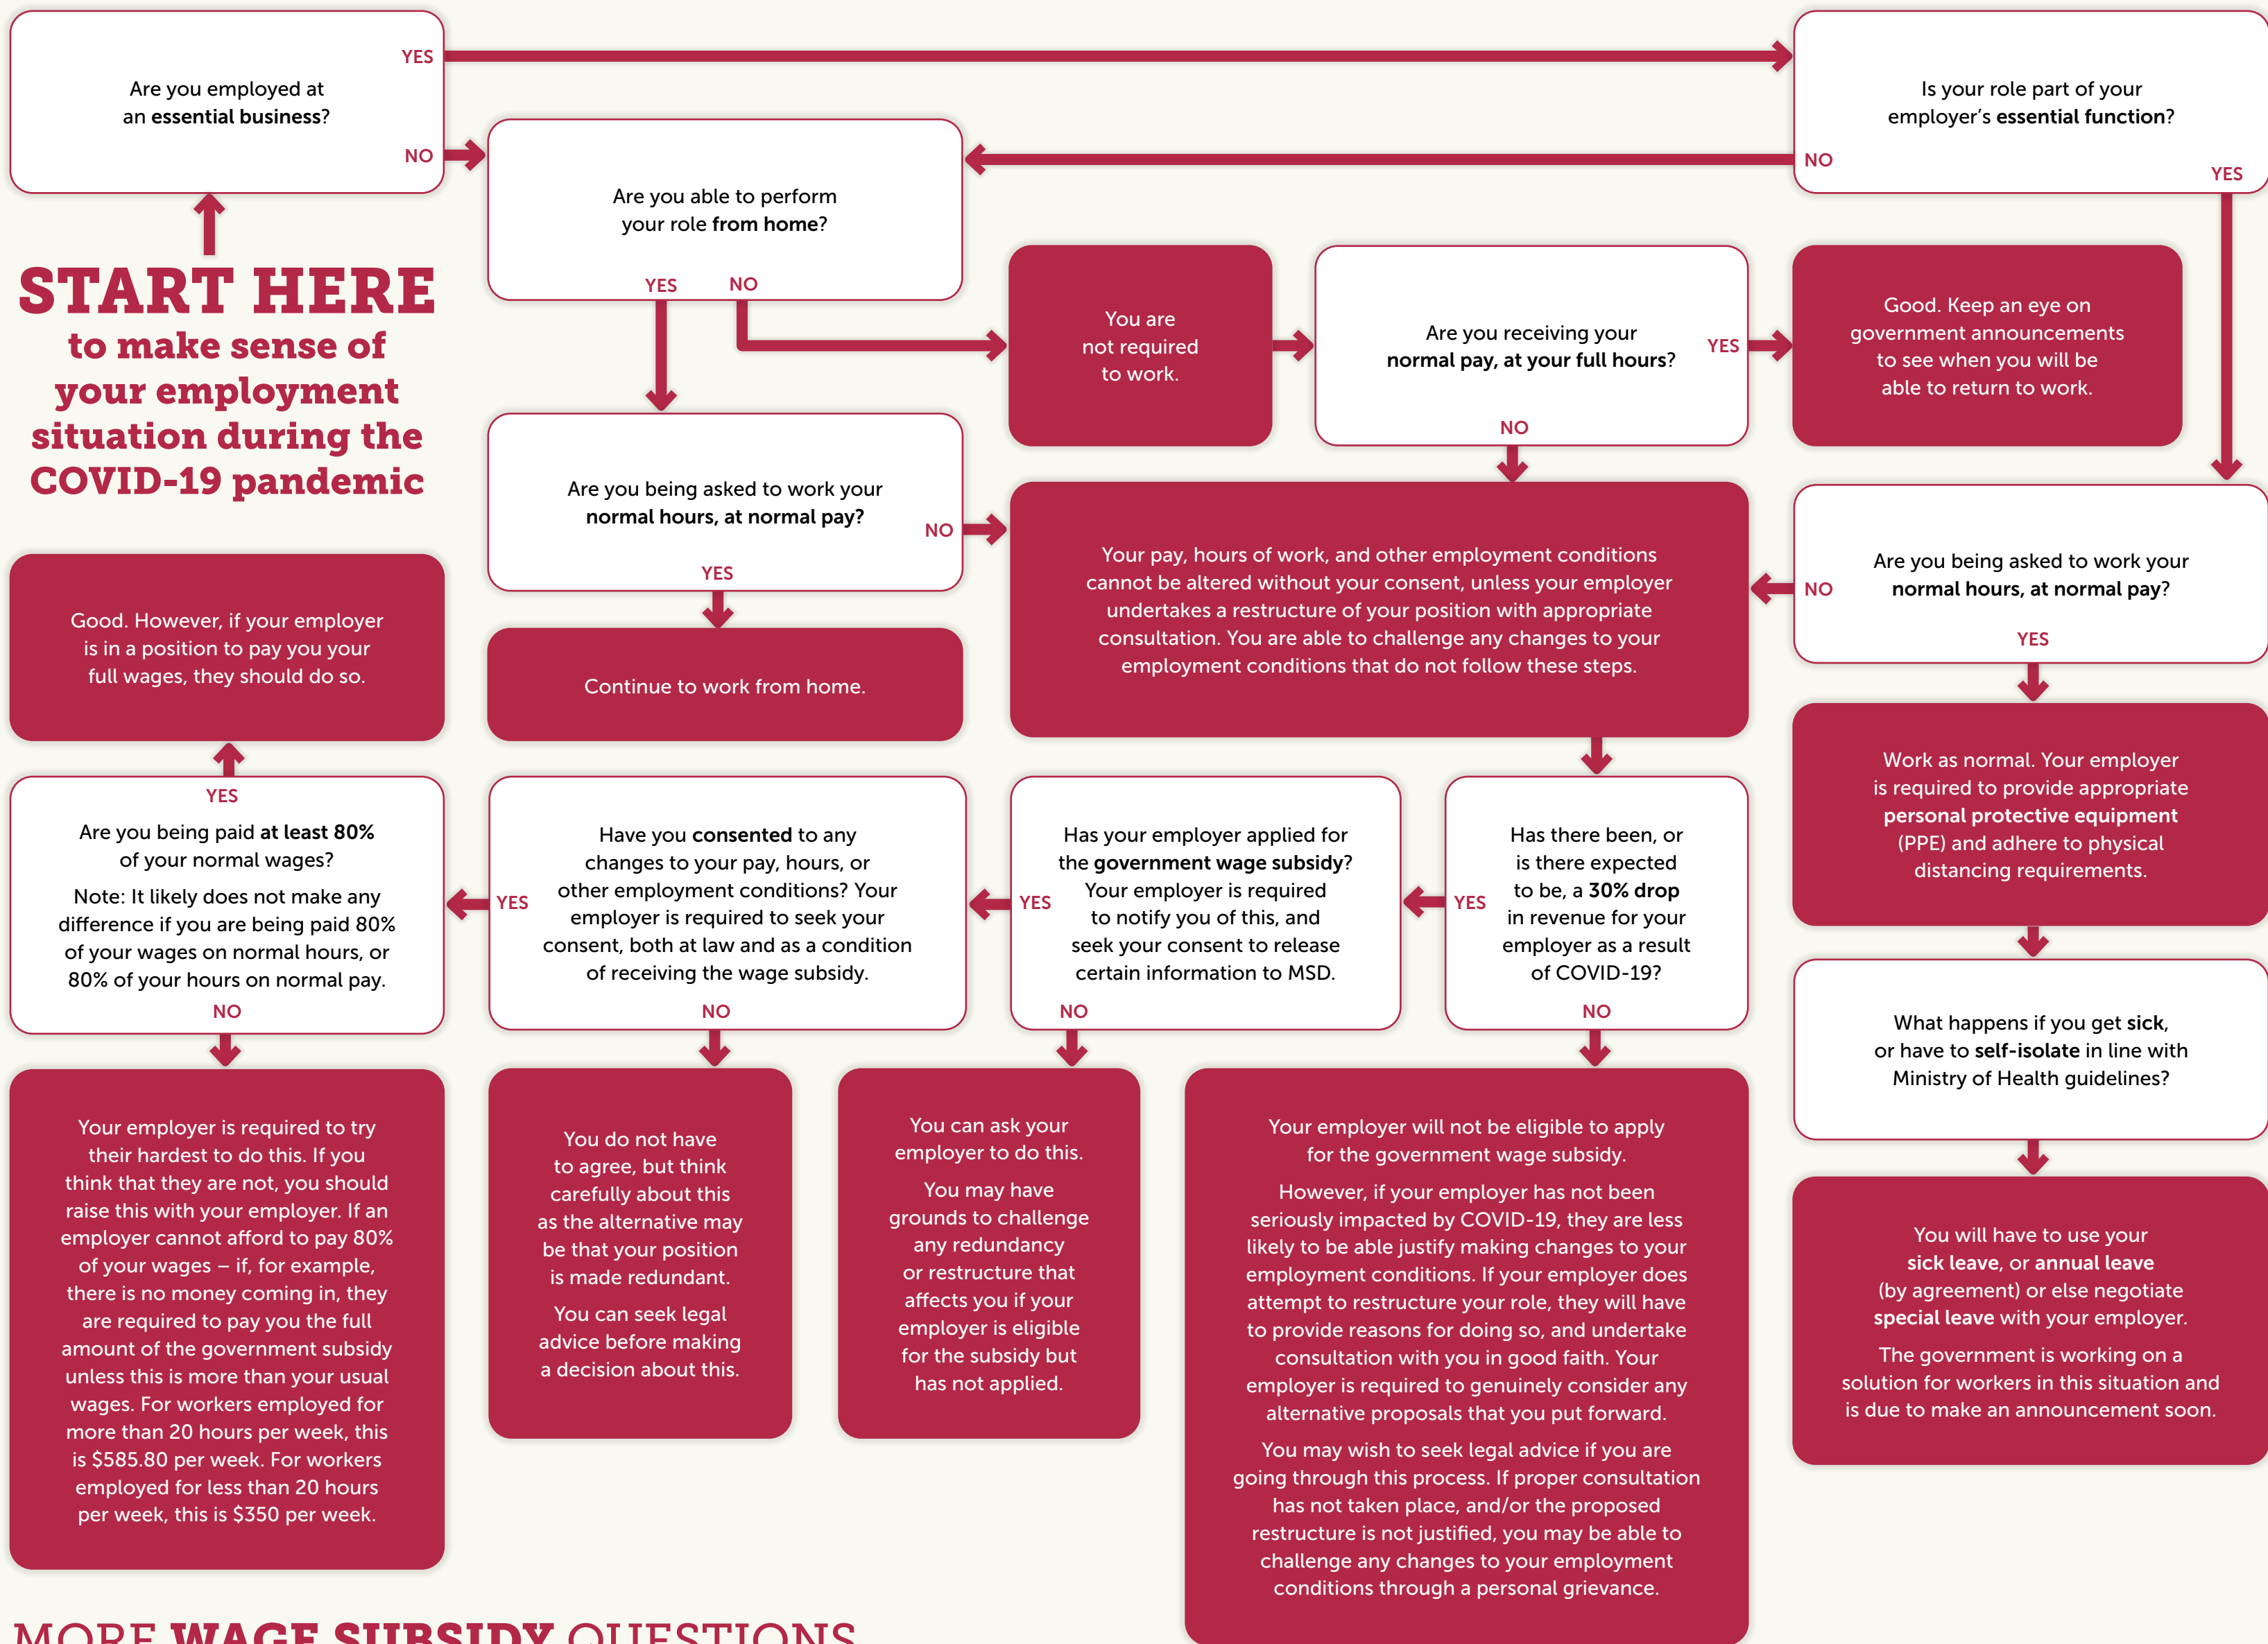 Are you employed at
an essential business?
YES
NO
START HERE
to make sense of
your employment
situation during the
COVID-19 pandemic
Is your role part of your
employer's essential function?
NO
YES
Are you able to perform
your role from home?
YES
NO
You are
not required
to work.
Are you receiving your
normal pay, at your full hours?
YES
NO
Good. Keep an eye on
government announcements
to see when you will be
able to return to work.
Are you being asked to work your
normal hours, at normal pay?
NO
YES
Continue to work from home.
Your pay, hours of work, and other employment conditions
cannot be altered without your consent, unless your employer
undertakes a restructure of your position with appropriate
consultation. You are able to challenge any changes to your
employment conditions that do not follow these steps.
Are you being asked to work your
normal hours, at normal pay?
NO
YES
Work as normal. Your employer
is required to provide appropriate
personal protective equipment
(PPE) and adhere to physical
distancing requirements.
What happens if you get sick,
or have to self-isolate in line with
Ministry of Health guidelines?
You will have to use your
sick leave, or annual leave
(by agreement) or else negotiate
special leave with your employer.
The government is working on a
solution for workers in this situation and
is due to make an announcement soon.
Has there been, or
is there expected
to be, a 30% drop
in revenue for your
employer as a result
of COVID-19?
YES
NO
Your employer will not be eligible to apply
for the government wage subsidy.
However, if your employer has not been
seriously impacted by COVID-19, they are less
likely to be able justify making changes to your
employment conditions. If your employer does
attempt to restructure your role, they will have
to provide reasons for doing so, and undertake
consultation with you in good faith. Your
employer is required to genuinely consider any
alternative proposals that you put forward.
You may wish to seek legal advice if you are
going through this process. If proper consultation
has not taken place, and/or the proposed
restructure is not justified, you may be able to
challenge any changes to your employment
conditions through a personal grievance.
Has your employer applied for
the government wage subsidy?
Your employer is required
to notify you of this, and
seek your consent to release
certain information to MSD.
YES
NO
You can ask your
employer to do this.
You may have
grounds to challenge
any redundancy
or restructure that
affects you if your
employer is eligible
for the subsidy but
has not applied.
Have you consented to any
changes to your pay, hours, or
other employment conditions? Your
employer is required to seek your
consent, both at law and as a condition
of receiving the wage subsidy.
YES
NO
You do not have
to agree, but think
carefully about this
as the alternative may
be that your position
is made redundant.
You can seek legal
advice before making
a decision about this.
Good. However, if your employer
is in a position to pay you your
full wages, they should do so.
YES
Are you being paid at least 80%
of your normal wages?
Note: It likely does not make any
difference if you are being paid 80%
of your wages on normal hours, or
80% of your hours on normal pay.
NO
Your employer is required to try
their hardest to do this. If you
think that they are not, you should
raise this with your employer. If an
employer cannot afford to pay 80%
of your wages – if, for example,
there is no money coming in, they
are required to pay you the full
amount of the government subsidy
unless this is more than your usual
wages. For workers employed for
more than 20 hours per week, this
is $585.80 per week. For workers
employed for less than 20 hours
per week, this is $350 per week.
MORE WAGE SUBSIDY QUESTIONS